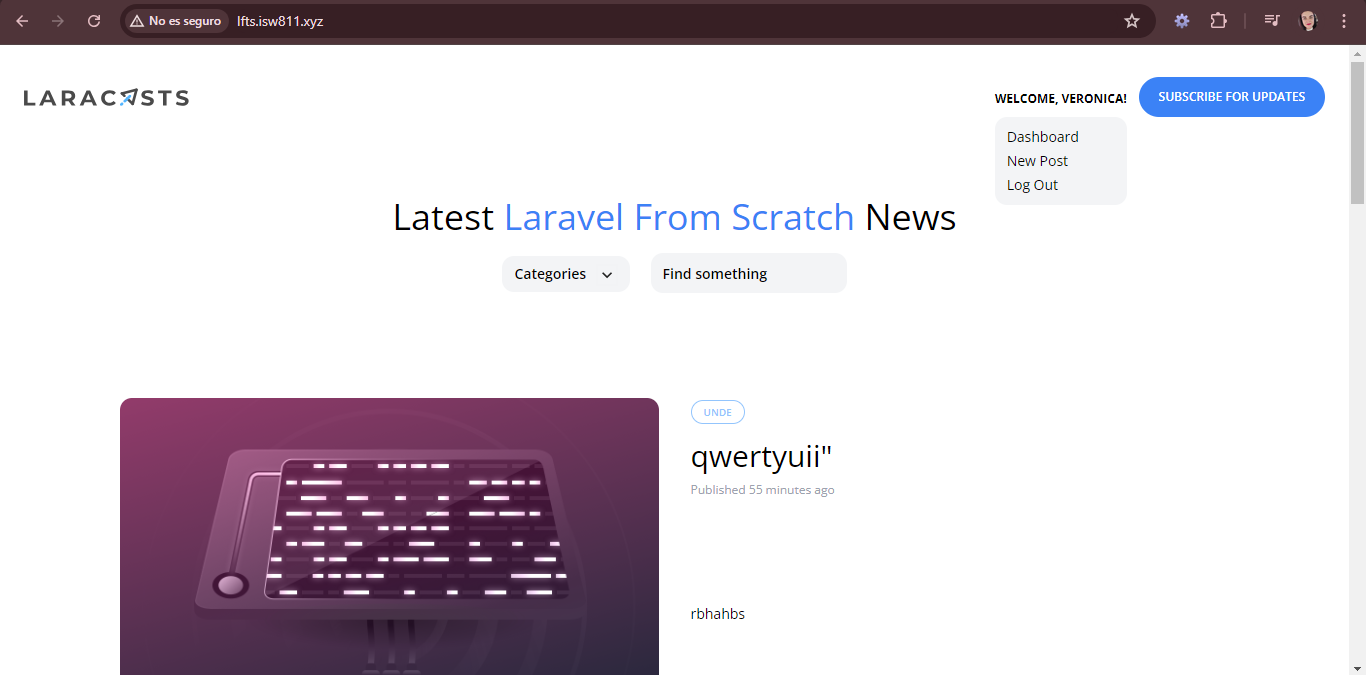 No es seguro lfts.isw811.xyz
LARACASTS
WELCOME, VERONICA!
SUBSCRIBE FOR UPDATES
Dashboard
New Post
Log Out
Latest Laravel From Scratch News
Categories
Find something
UNDE
qwertyuii"
Published 55 minutes ago
rbhahbs